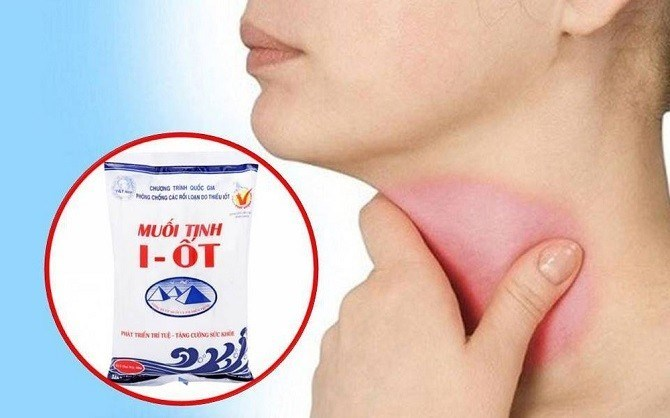 CHƯƠNG TRÌNH QUỐC GIA
PHÒNG CHỐNG CÁC RỐI LOẠN DO THIẾU IỐT
MUỐI TINH
I-ỐT
PHÁT TRIỂN TRÍ TUỆ - TĂNG CƯỜNG SỨC KHỎE